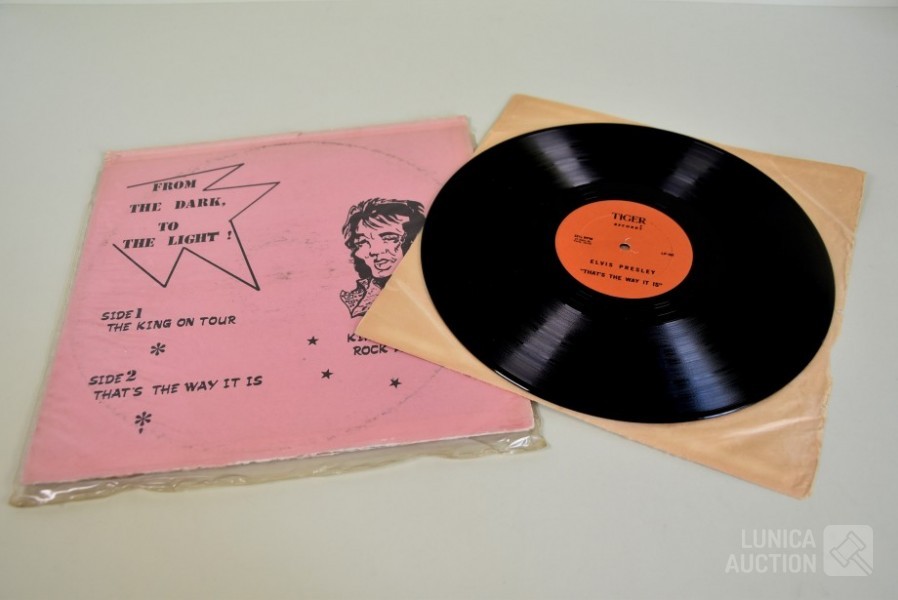 FROM
THE DARK,
TO
THE LIGHT!
SIDE 1
THE KING ON TOUR
SIDE 2
THAT'S THE WAY IT IS
ROCK
TIGER
RECORDS
ELVIS PRESLEY
"THAT'S THE WAY IT IS"
LUNICA
AUCTION